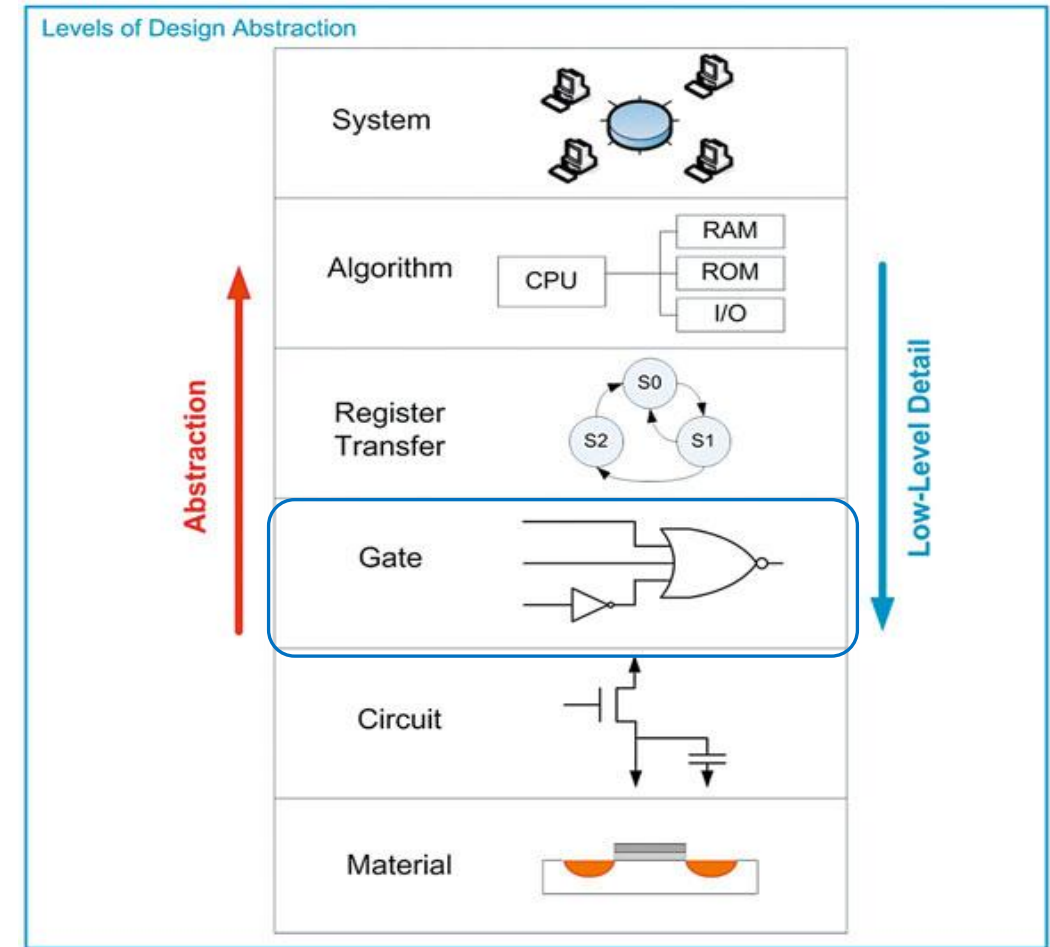 Levels of Design Abstraction
System
Algorithm
CPU
RAM
ROM
I/O
Register
Transfer
S0
S2
S1
Gate
Circuit
Material
Abstraction
Low-Level Detail